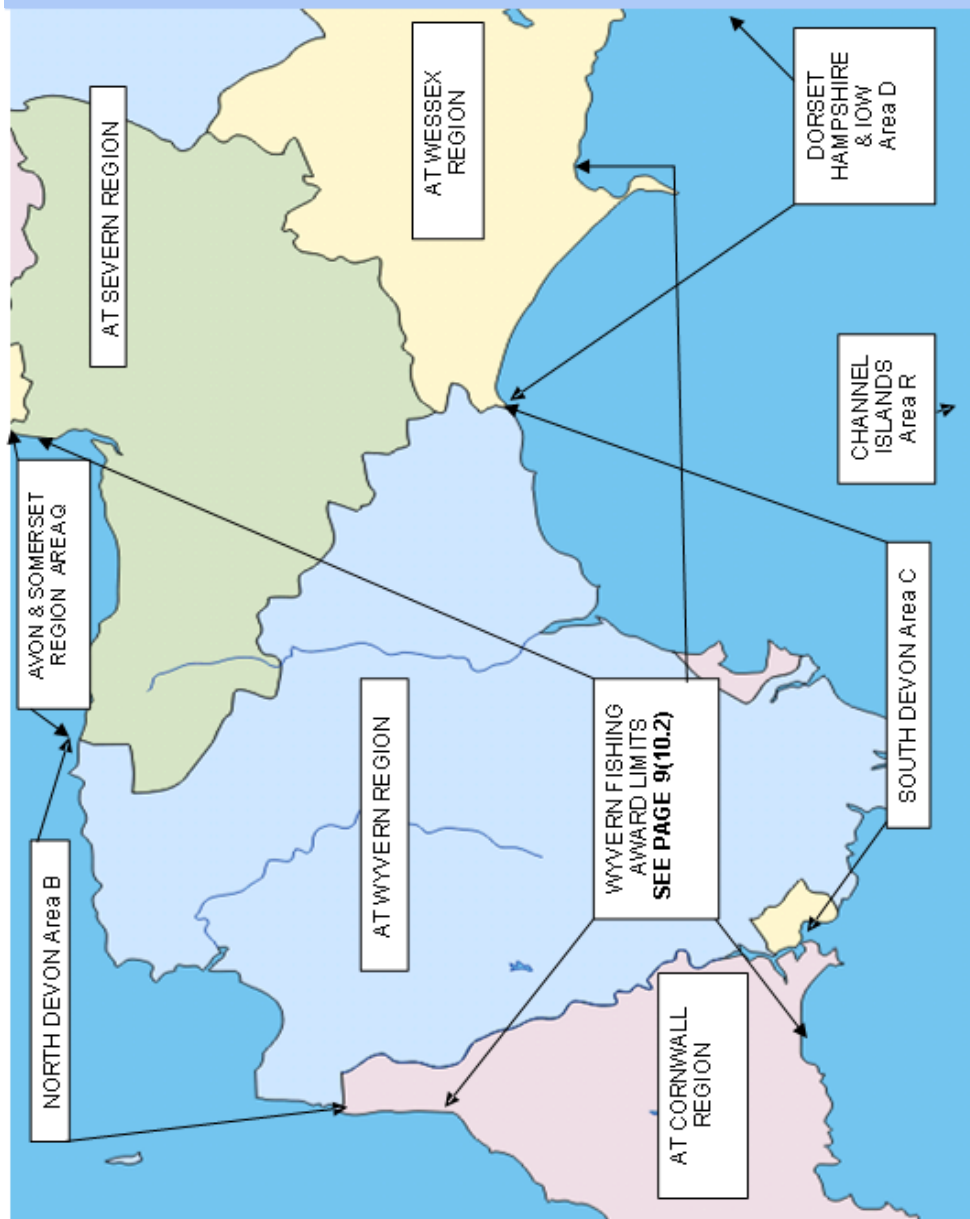 NORTH DEVON Area B
AVON & SOMERSET
REGION AREAQ
AT SEVERN REGION
AT WESSEX
REGION
AT WYVERN REGION
DORSET
HAMPSHIRE
& IOW
Area D
WYVERN FISHING
AWARD LIMITS
SEE PAGE 9(10.2)
AT CORNWALL
REGION
CHANNEL
ISLANDS
Area R
SOUTH DEVON Area C